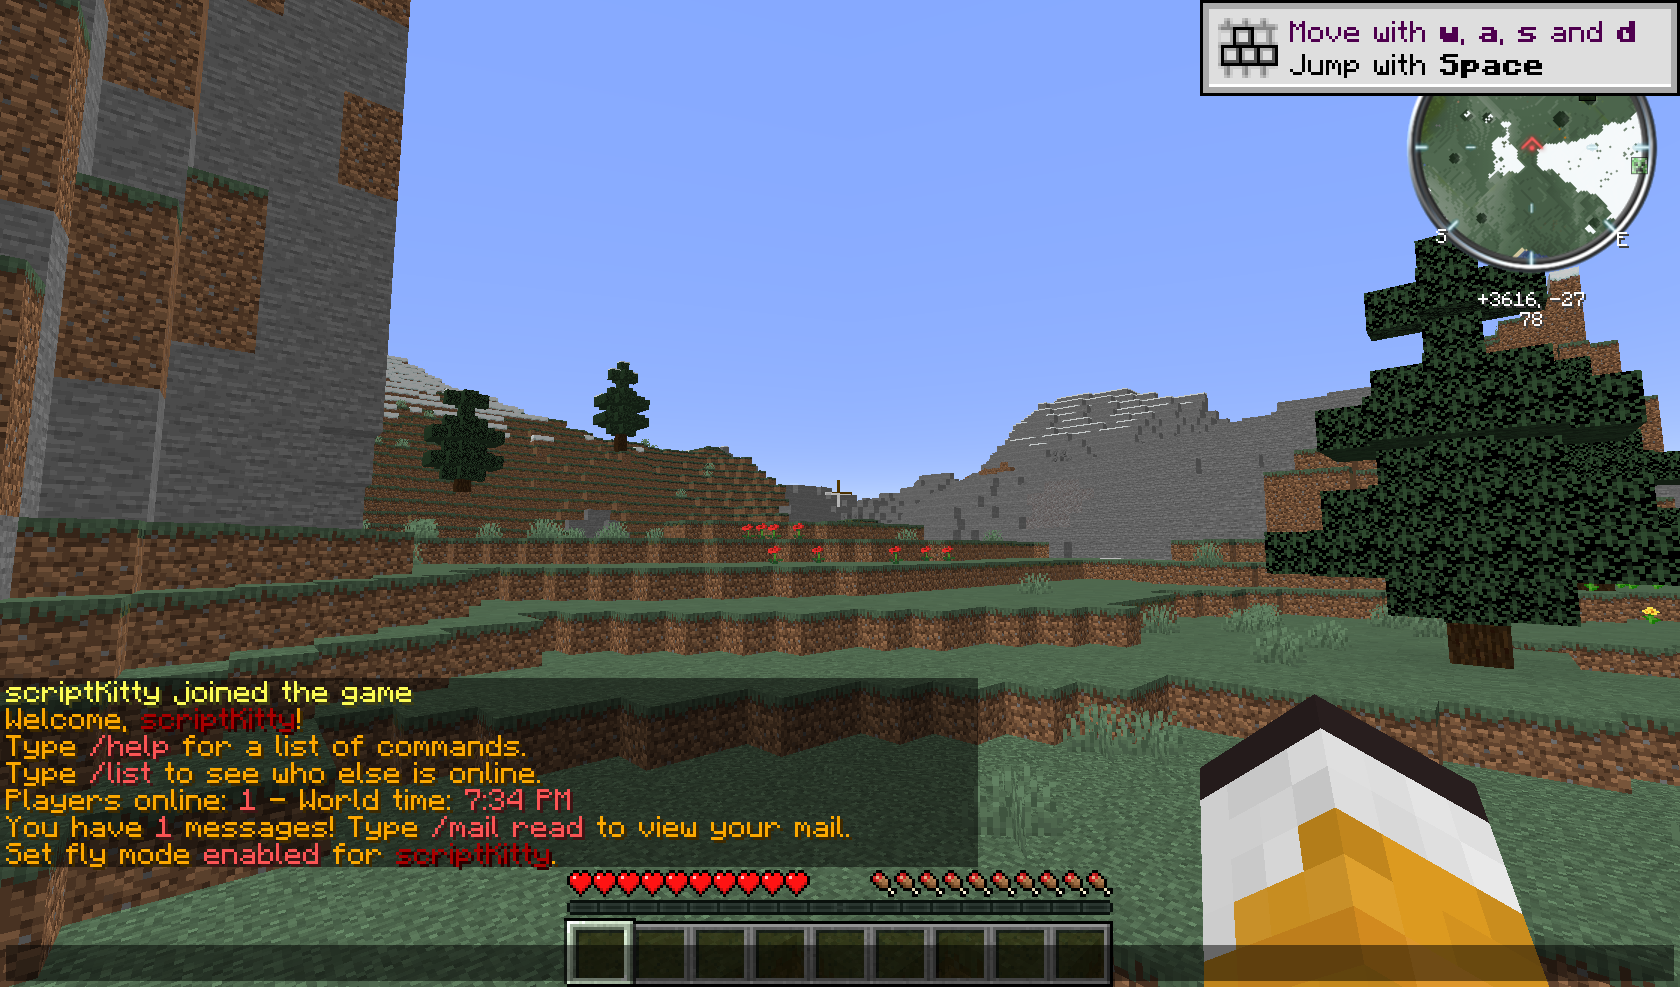 Move with w, a, s and d
Jump with Space
S
E
+3616, -27
78
scriptKitty joined the game
Welcome, scriptKitty!
Type /help for a list of commands.
Type /list to see who else is online.
Players online: 1 - World time: 7:34 PM
You have 1 messages! Type /mail read to view your mail.
Set fly mode enabled for scriptKitty.